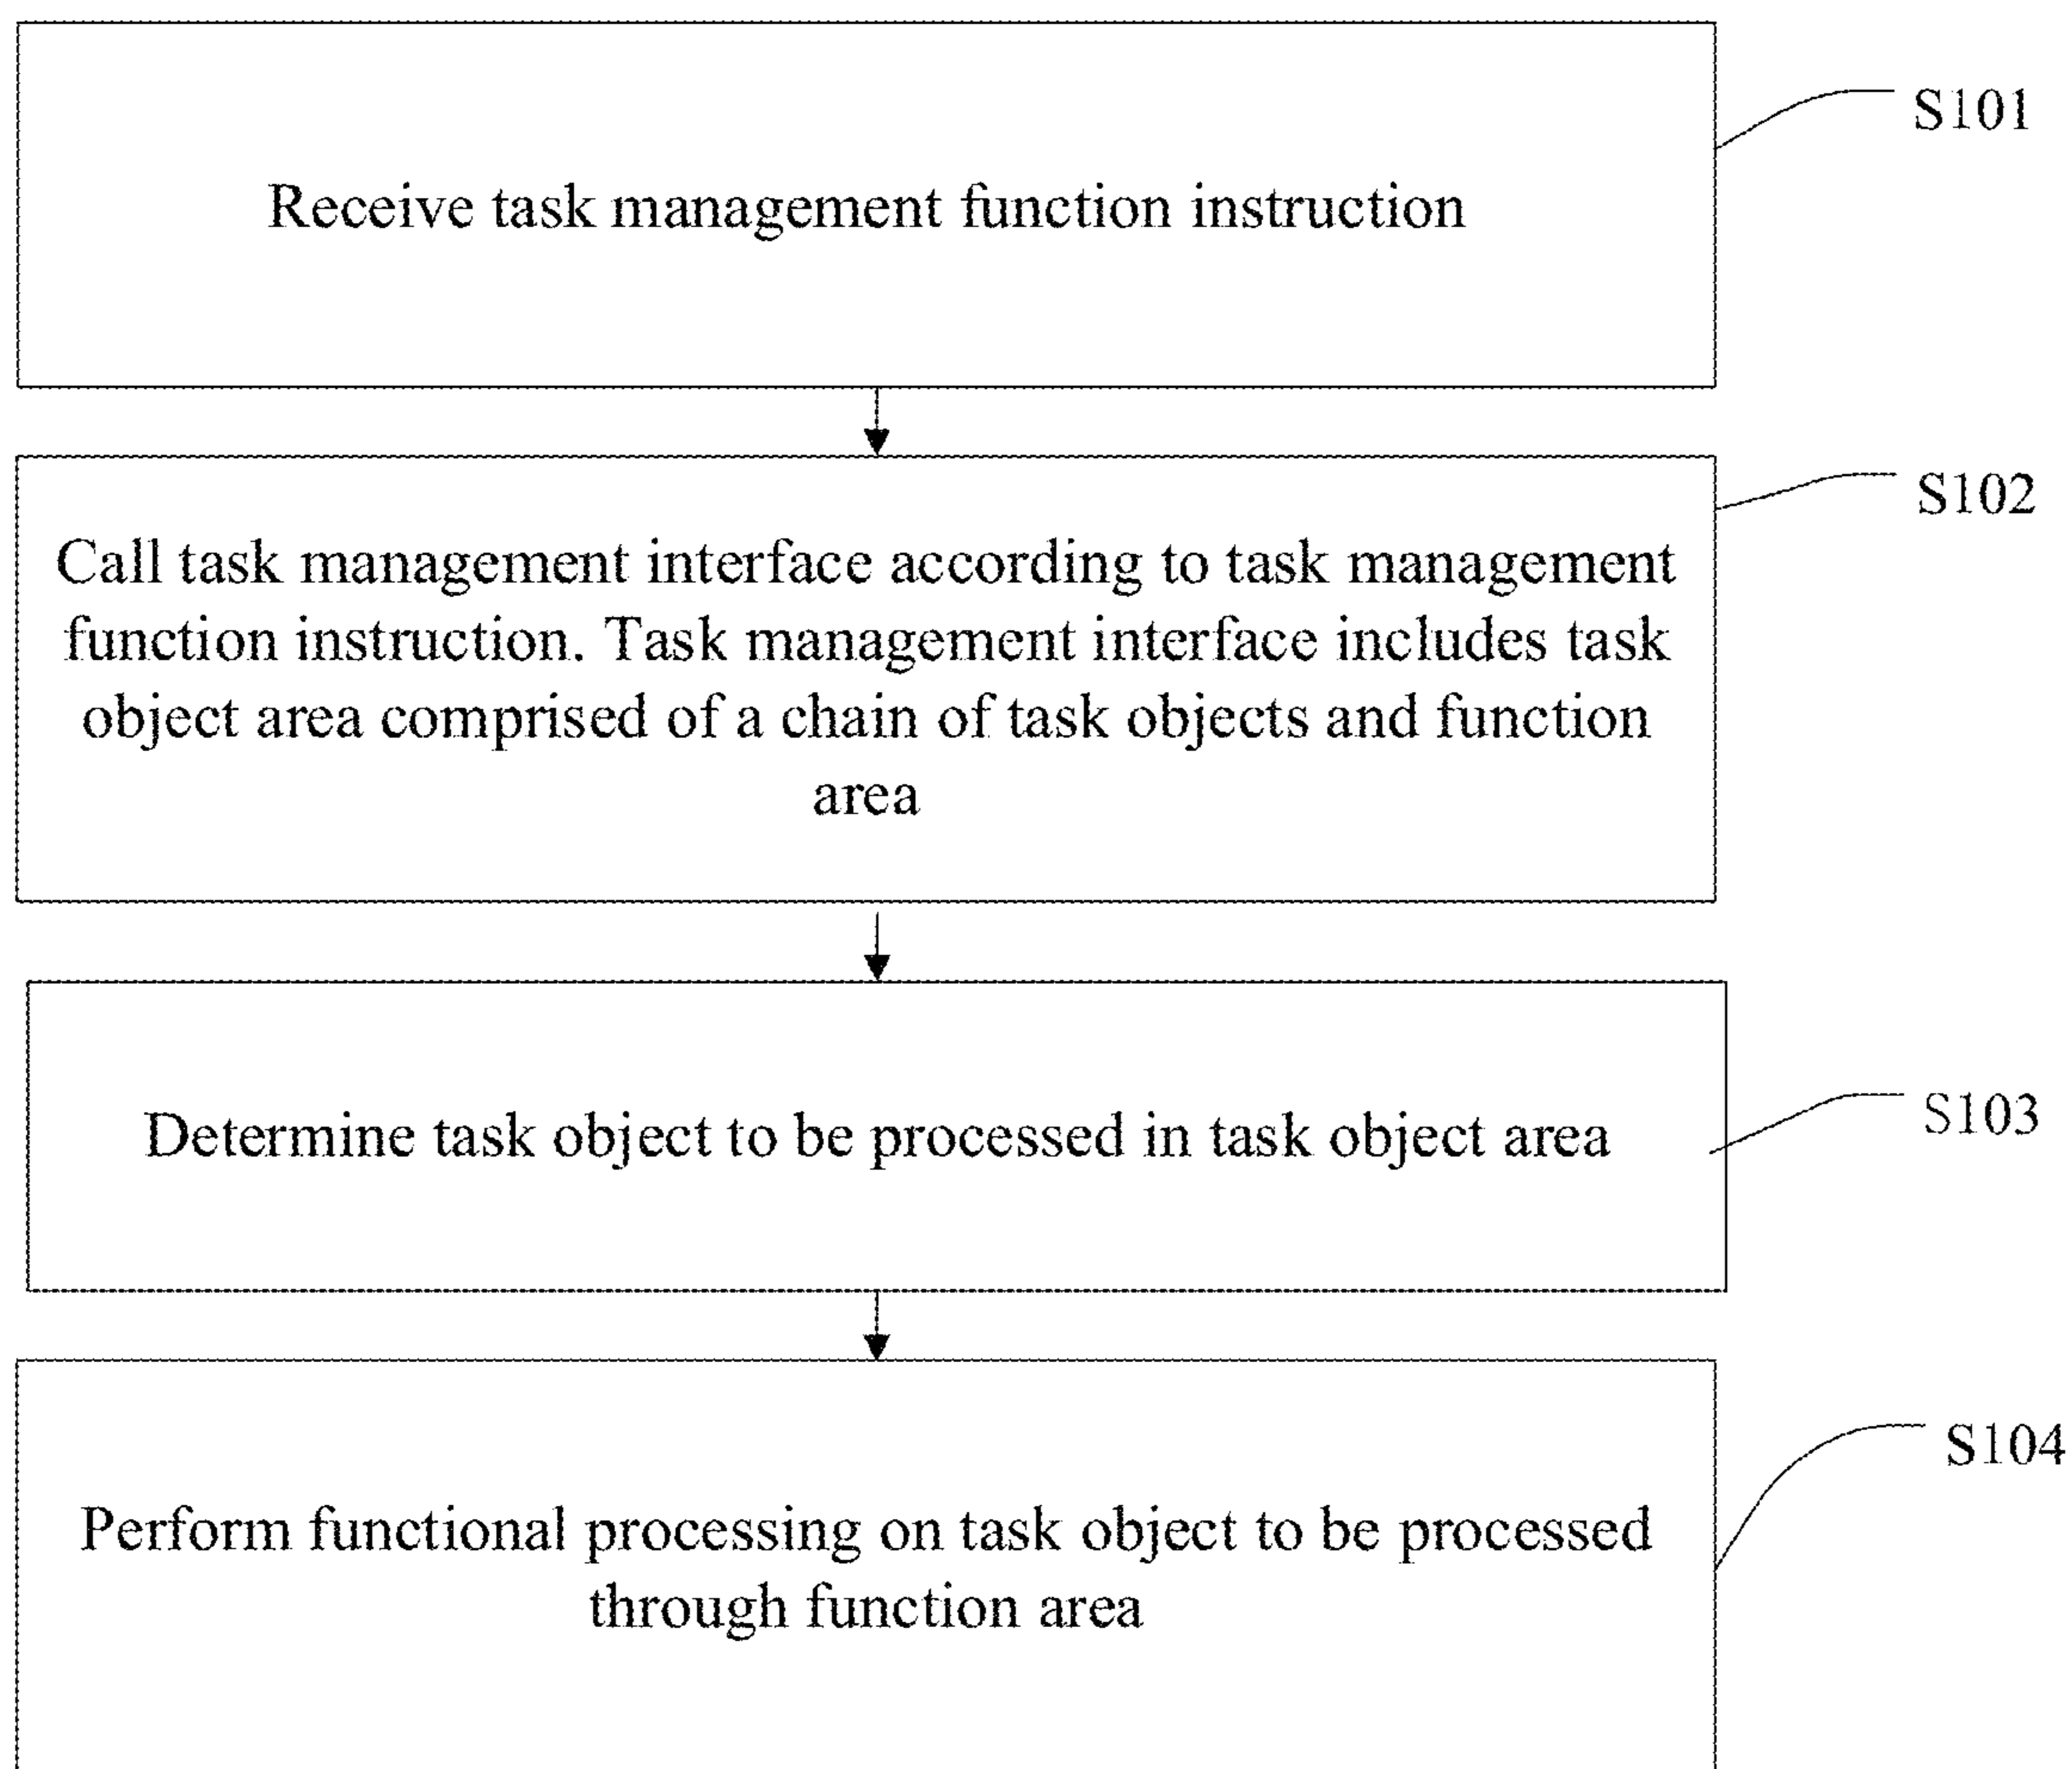 Receive task management function instruction
S101
Call task management interface according to task management
function instruction. Task management interface includes task
object area comprised of a chain of task objects and function
area
S102
Determine task object to be processed in task object area
S103
Perform functional processing on task object to be processed
through function area
S104